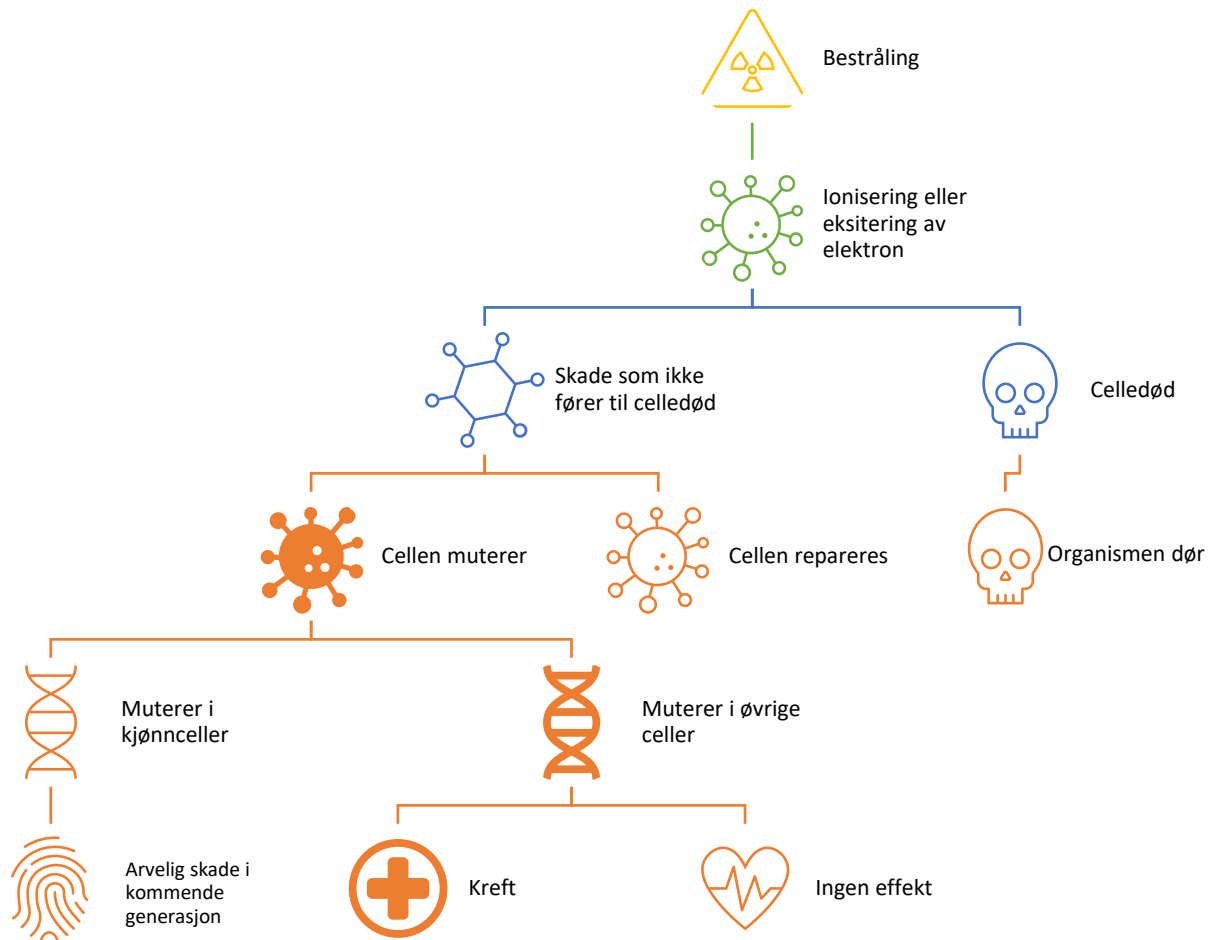 Bestråling
Ionisering eller
eksitering av
elektron
Skade som ikke
fører til celledød
Celledød
Cellen muterer
Cellen repareres
Organismen dør
Muterer i
kjønnceller
Muterer i øvrige
celler
Arvelig skade i
kommende
generasjon
Kreft
Ingen effekt